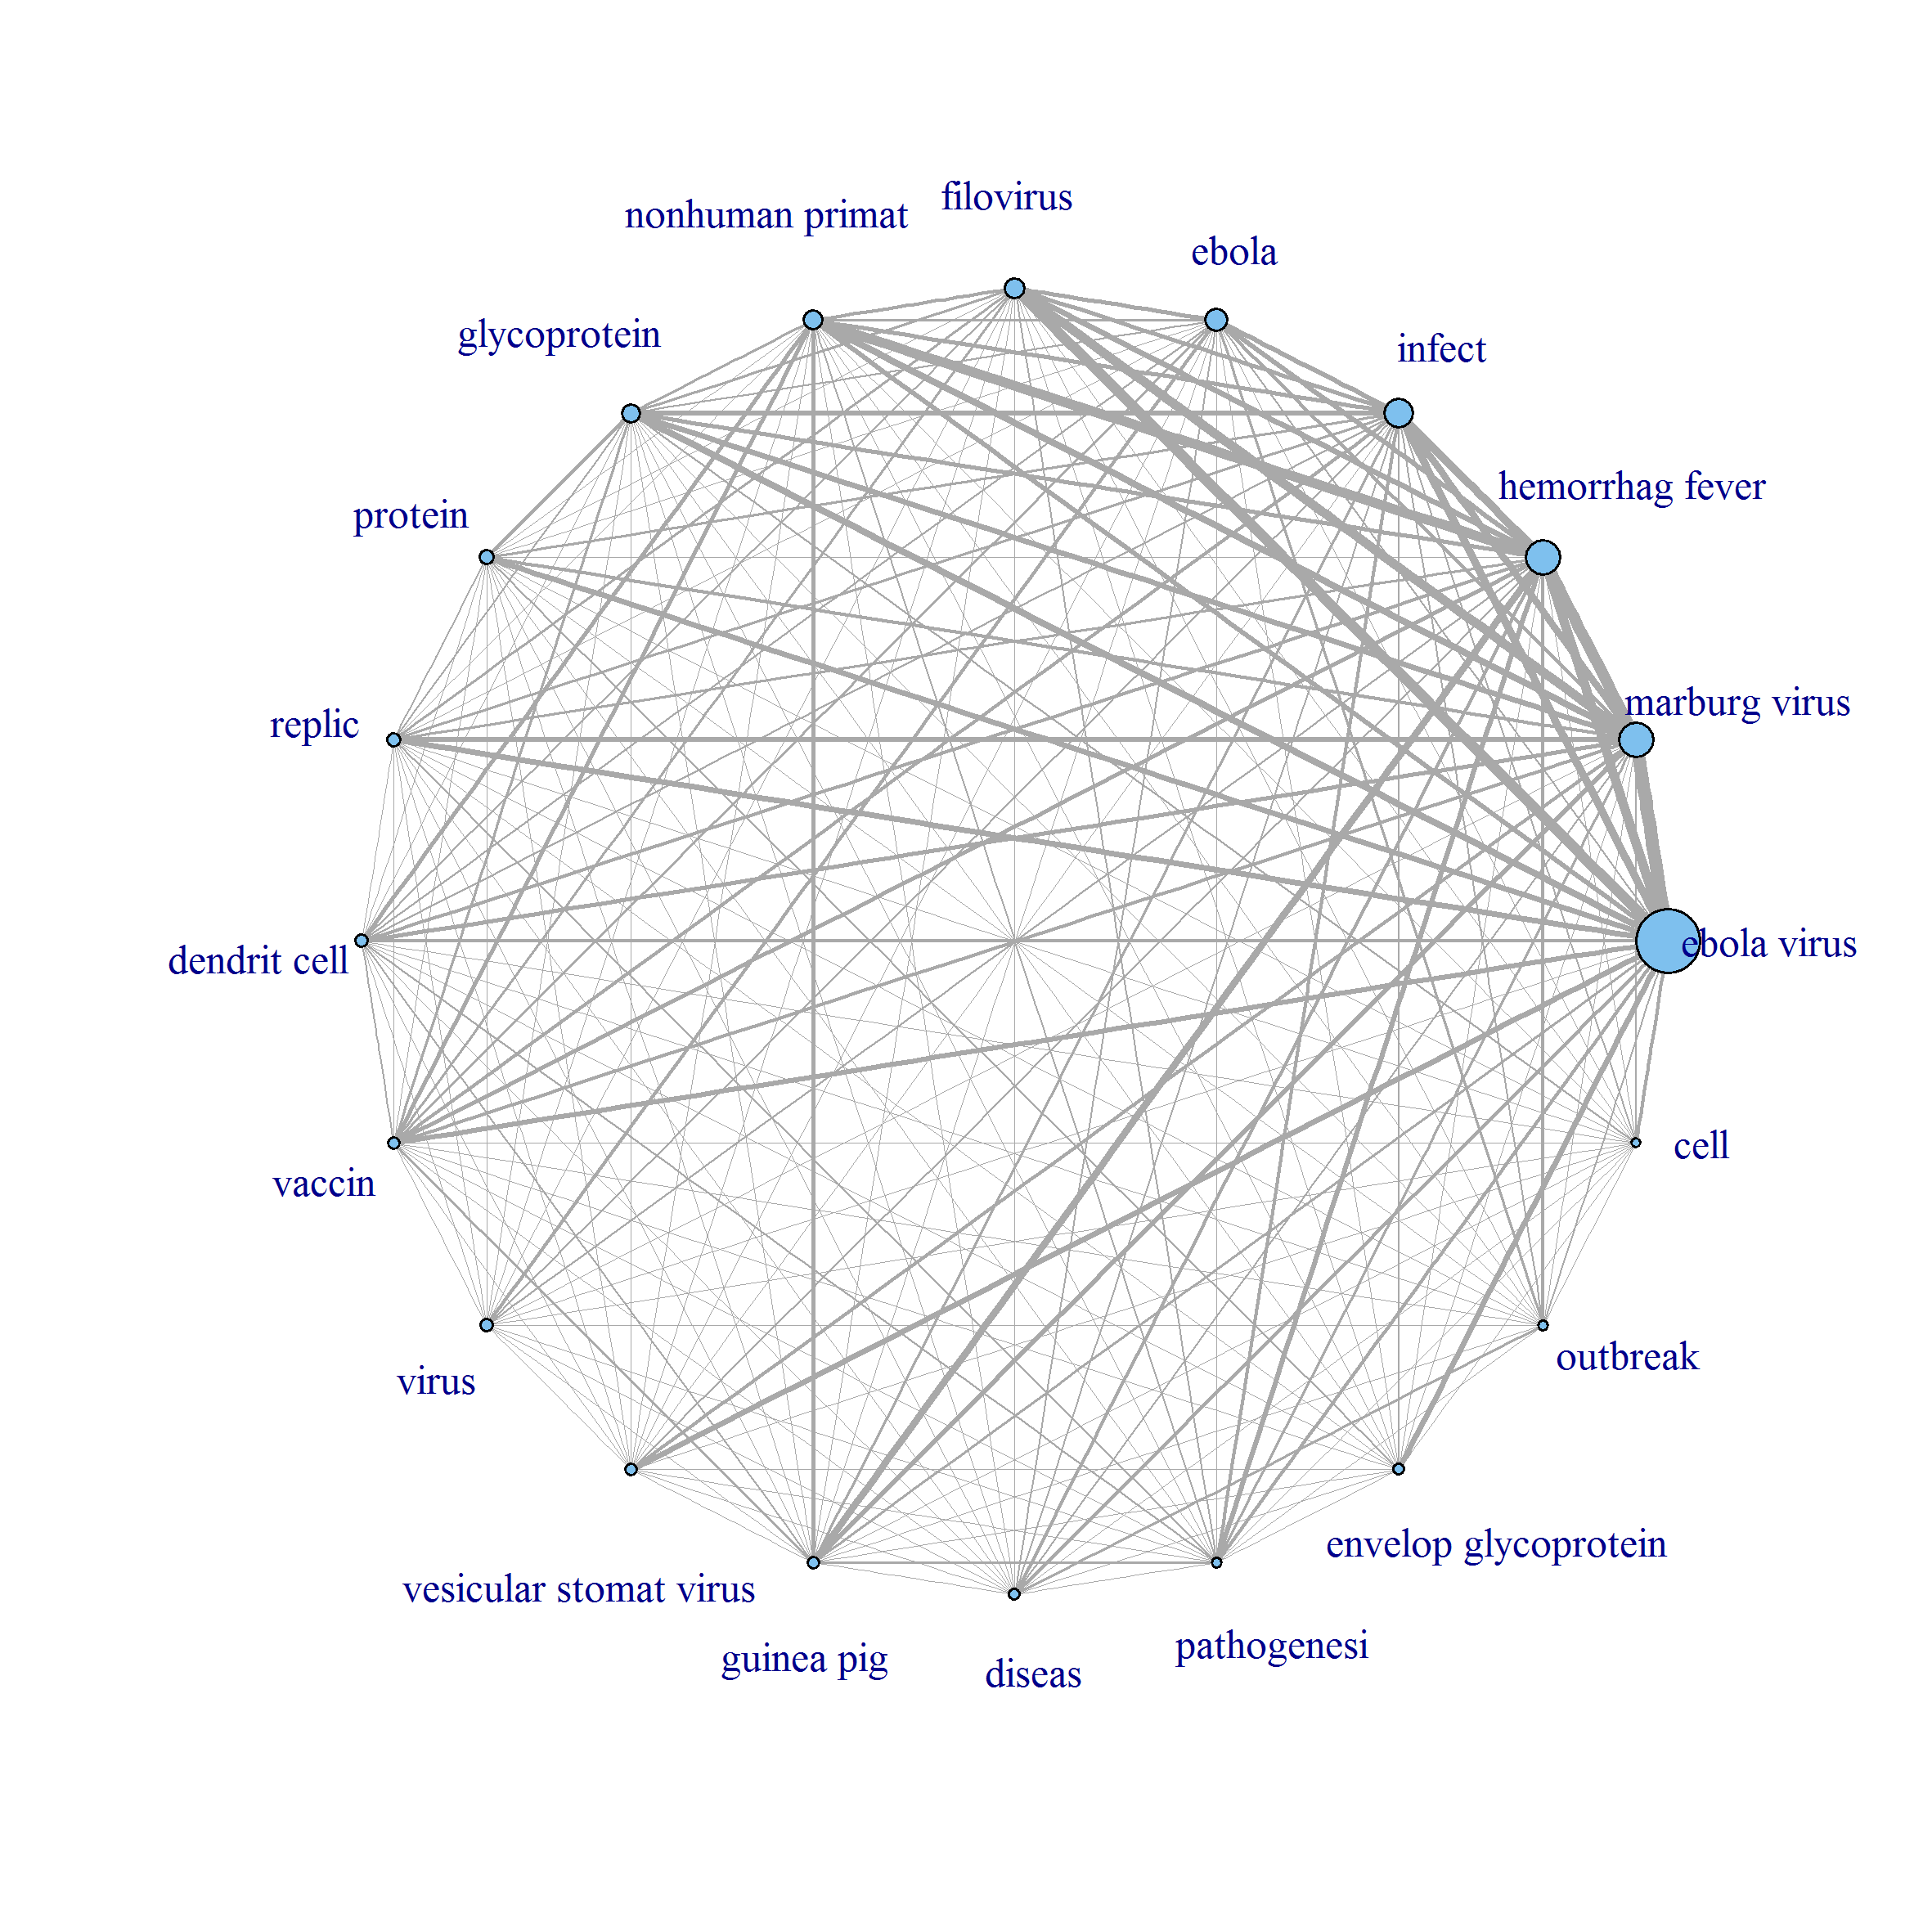 filovirus
nonhuman primat
ebola
glycoprotein
infect
hemorrhag fever
protein
marburg virus
replic
ebola virus
dendrit cell
cell
vaccin
outbreak
virus
envelop glycoprotein
vesicular stomat virus
pathogenesi
guinea pig
diseas